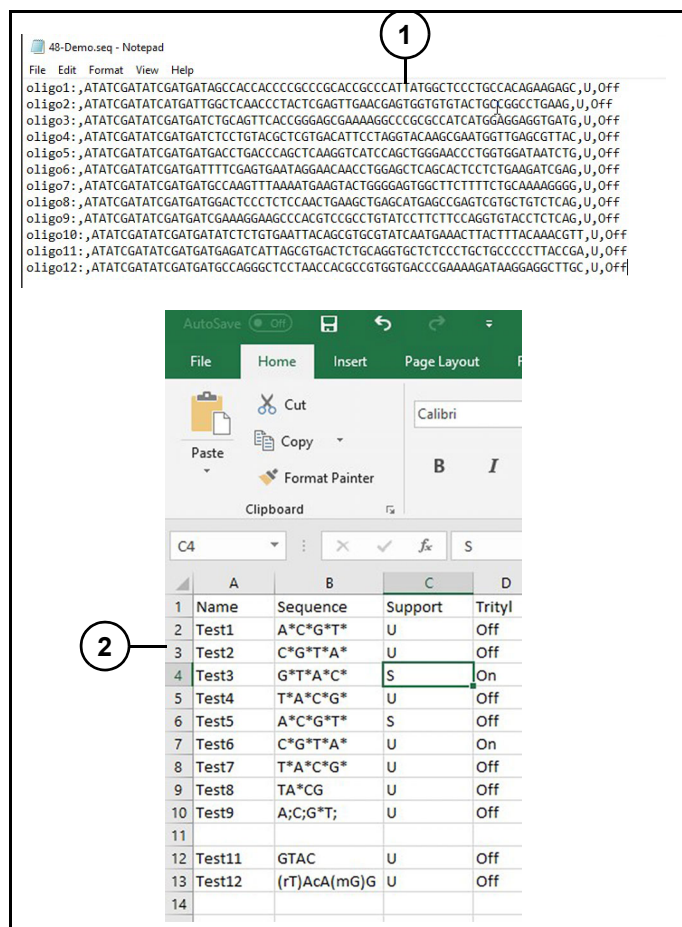 1
48-Demo.seq - Notepad
File Edit Format View Help
oligo1:,ATATCGATATCGATGATAGCCACCACCCCGCCCGCACCGCCCATTATGGCTCCCTGCCACAGAAGAGC,U,Off
oligo2:,ATATCGATATCATGATTGGCTCAACCCTACTCGAGTTGAACGAGTGGTGTGTACTGCCGGCCTGAAG,U,Off
oligo3:,ATATCGATATCGATGATCTGCAGTTCACCGGGAGCGAAAAGGCCCGCGCCATCATGGAGGAGGTGATG,U,Off
oligo4:,ATATCGATATCGATGATCTCCTGTACGCTCGTGACATTCCTAGGTACAAGCGAATGGTTGAGCGTTAC,U,Off
oligo5:,ATATCGATATCGATGATGACCTGACCCAGCTCAAGGTCATCCAGCTGGGAACCCTGGTGGATAATCTG,U,Off
oligo6:,ATATCGATATCGATGATTTTCGAGTGAATAGGAACAACCTGGAGCTCAGCACTCCTCTGAAGATCGAG,U,Off
oligo7:,ATATCGATATCGATGATGCCAAGTTTAAAATGAAGTACTGGGGAGTGGCTTCTTTTCTGCAAAAGGGG,U,Off
oligo8:,ATATCGATATCGATGATGGACTCCCTCTCCAACTGAAGCTGAGCATGAGCCGAGTCGTGCTGTCTCAG,U,Off
oligo9:,ATATCGATATCGATGATCGAAAGGAAGCCCACGTCCGCCTGTATCCTTCTTCCAGGTGTACCTCTCAG,U,Off
oligo10:,ATATCGATATCGATGATATCTCTGTGAATTACAGCGTGCGTATCAATGAAACTTACTTTACAAACGTT,U,Off
oligo11:,ATATCGATATCGATGATGAGATCATTAGCGTGACTCTGCAGGTGCTCTCCCTGCTGCCCCCTTACCGA,U,Off
oligo12:,ATATCGATATCGATGATGCCAGGGCTCCTAACCACGCCGTGGTGACCCGAAAAGATAAGGAGGCTTGC,U,Off
AutoSave Off
File Home Insert Page Layout
Cut
Copy
Paste
Format Painter
Clipboard
Calibri
B I
C4 fx S
A B C D
1 Name Sequence Support Trityl
2 Test1 A*C*G*T* U Off
3 Test2 C*G*T*A* U Off
4 Test3 G*T*A*C* S On
5 Test4 T*A*C*G* U Off
6 Test5 A*C*G*T* S Off
7 Test6 C*G*T*A* U On
8 Test7 T*A*C*G* U Off
9 Test8 TA*CG U Off
10 Test9 A;C;G*T; U Off
11
12 Test11 GTAC U Off
13 Test12 (rT)AcA(mG)G U Off
14
2